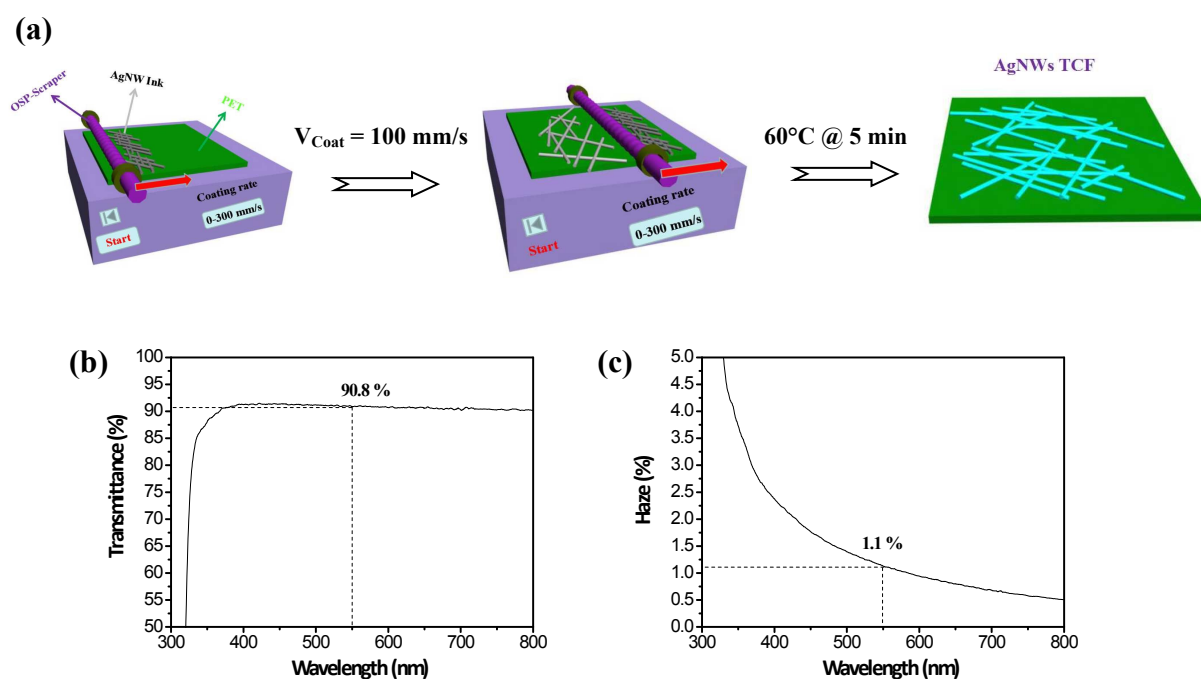 (a)
OSP-Scraper
AgNW Ink
PET
Coating rate
0-300 mm/s
Start
V_Coat = 100 mm/s
Coating rate
0-300 mm/s
Start
60°C @ 5 min
AgNWs TCF
(b)
100
95
90
85
80
75
70
65
60
55
50
Transmittance (%)
90.8 %
300 400 500 600 700 800
Wavelength (nm)
(c)
5.0
4.5
4.0
3.5
3.0
2.5
2.0
1.5
1.0
0.5
0.0
Haze (%)
1.1 %
300 400 500 600 700 800
Wavelength (nm)